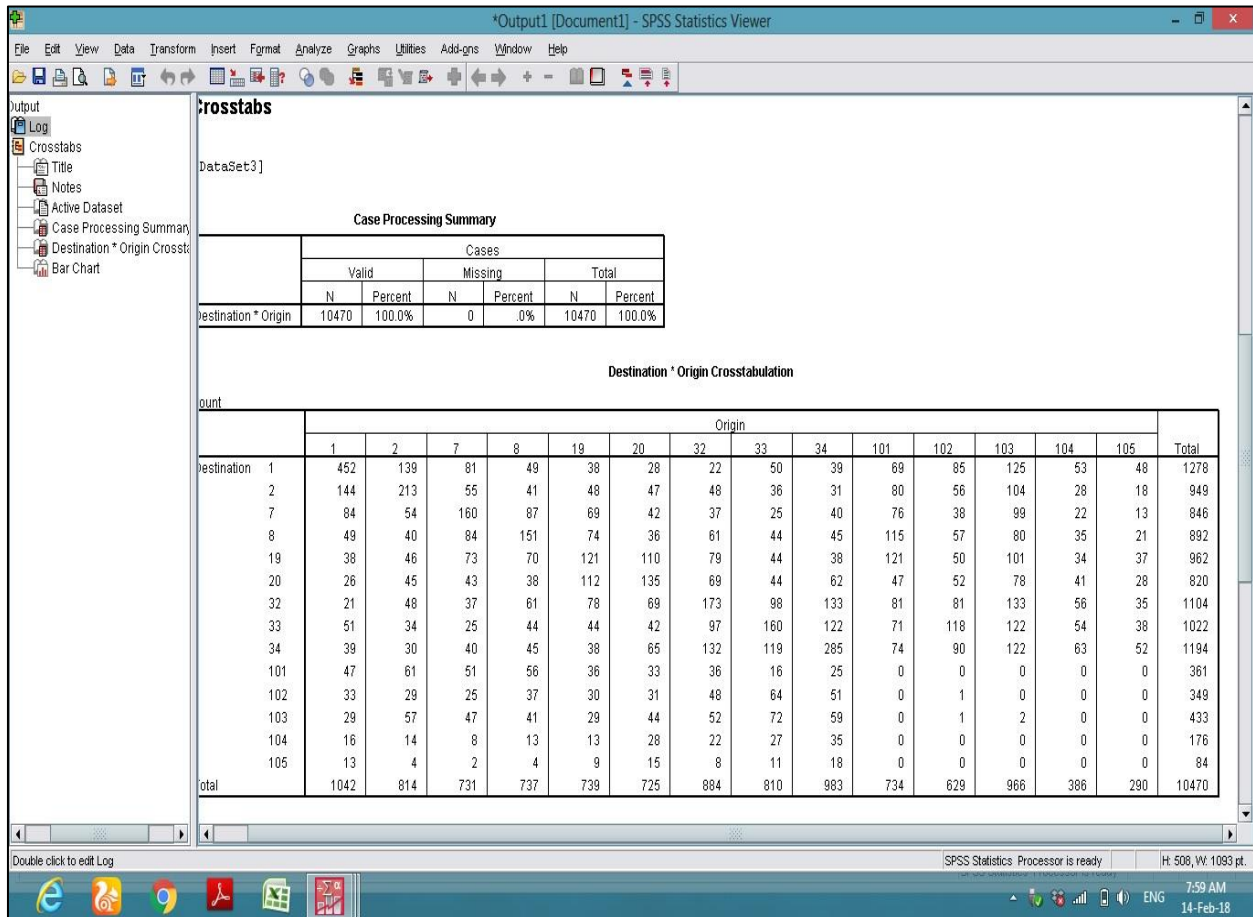 *Output1 [Document1] - SPSS Statistics Viewer
File Edit View Data Transform Insert Format Analyze Graphs Utilities Add-ons Window Help
Output
Log
Crosstabs
Title
Notes
Active Dataset
Case Processing Summary
Destination * Origin Crossta
Bar Chart
Crosstabs
DataSet3]
Case Processing Summary
Cases
Valid Missing Total
N Percent N Percent N Percent
Destination * Origin 10470 100.0% 0 .0% 10470 100.0%
Destination * Origin Crosstabulation
ount
Origin
1 2 7 8 19 20 32 33 34 101 102 103 104 105 Total
Destination 1 452 139 81 49 38 28 22 50 39 69 85 125 53 48 1278
2 144 213 55 41 48 47 48 36 31 80 56 104 28 18 949
7 84 54 160 87 69 42 37 25 40 76 38 99 22 13 846
8 49 40 84 151 74 36 61 44 45 115 57 80 35 21 892
19 38 46 73 70 121 110 79 44 38 121 50 101 34 37 962
20 26 45 43 38 112 135 69 44 62 47 52 78 41 28 820
32 21 48 37 61 78 69 173 98 133 81 81 133 56 35 1104
33 51 34 25 44 44 42 97 160 122 71 118 122 54 38 1022
34 39 30 40 45 38 65 132 119 285 74 90 122 63 52 1194
101 47 61 51 56 36 33 36 16 25 0 0 0 0 0 361
102 33 29 25 37 30 31 48 64 51 0 1 0 0 0 349
103 29 57 47 41 29 44 52 72 59 0 1 2 0 0 433
104 16 14 8 13 13 28 22 27 35 0 0 0 0 0 176
105 13 4 2 4 9 15 8 11 18 0 0 0 0 0 84
Total 1042 814 731 737 739 725 884 810 983 734 629 966 386 290 10470
Double click to edit Log SPSS Statistics Processor is ready H: 508, W: 1093 pt.
ENG 7:59 AM
14-Feb-18